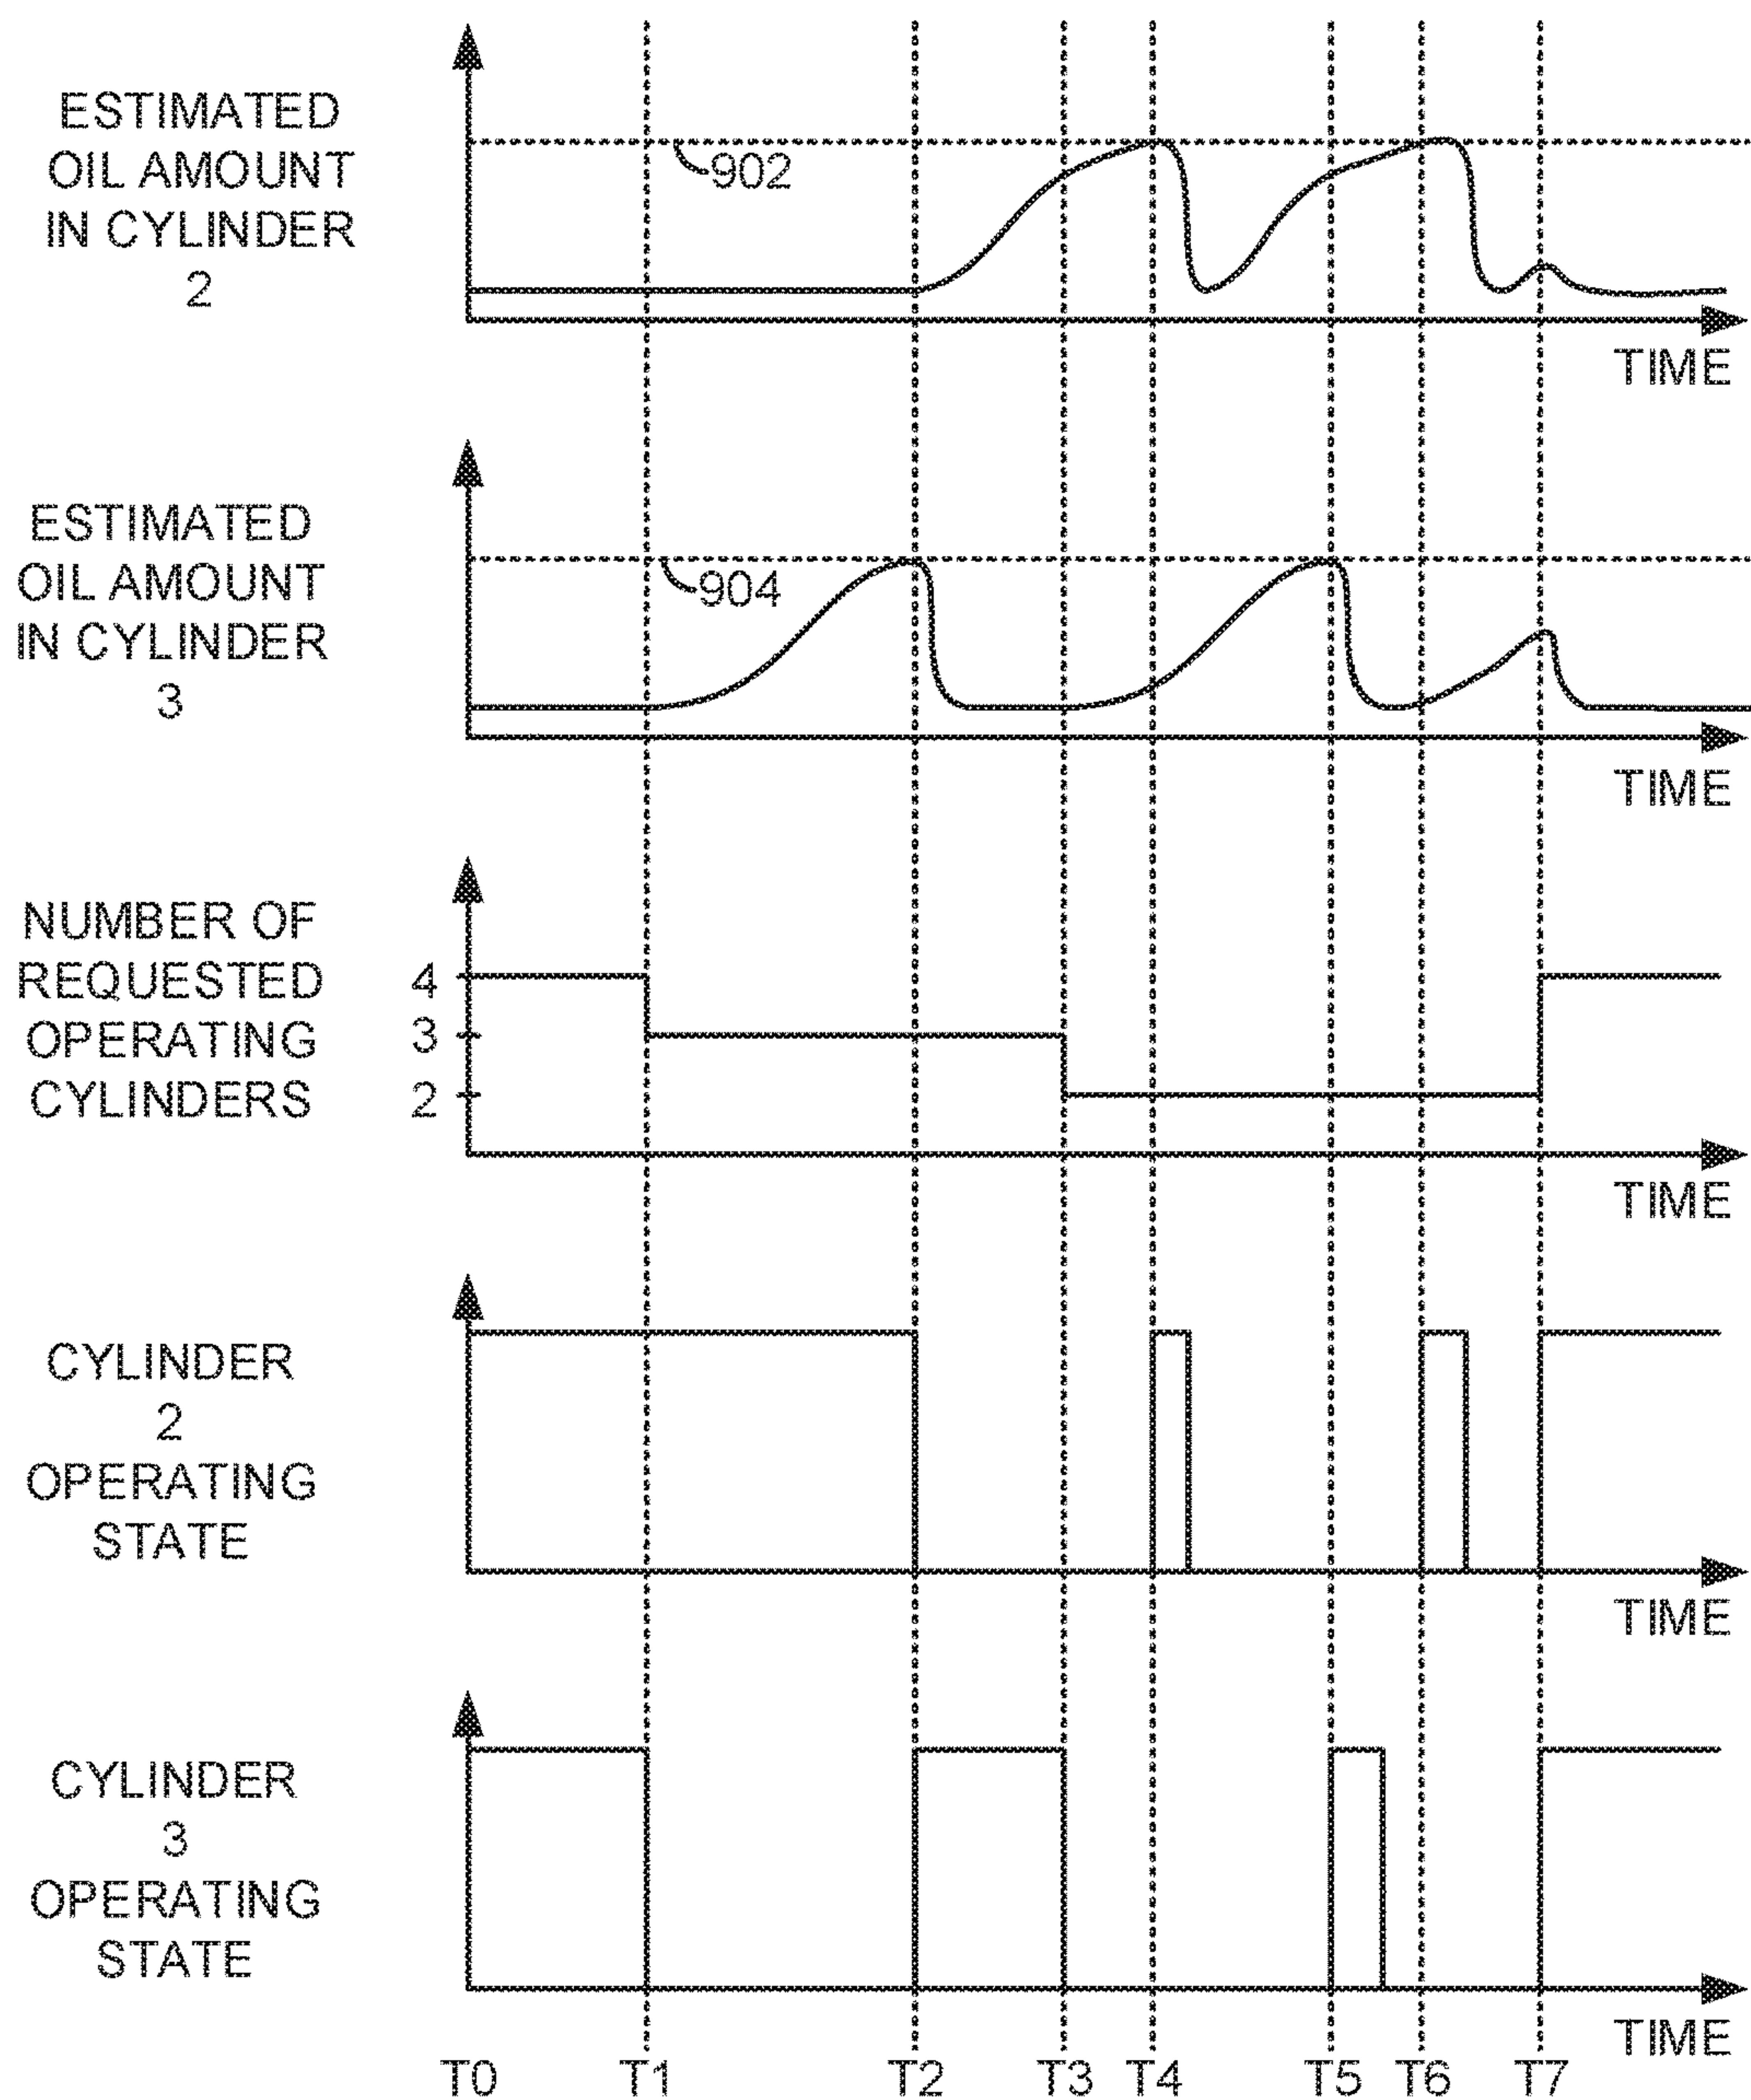 ESTIMATED
OIL AMOUNT
IN CYLINDER
2
902
TIME
ESTIMATED
OIL AMOUNT
IN CYLINDER
3
904
TIME
NUMBER OF
REQUESTED
OPERATING
CYLINDERS
4
3
2
TIME
CYLINDER
2
OPERATING
STATE
TIME
CYLINDER
3
OPERATING
STATE
TIME
T0 T1 T2 T3 T4 T5 T6 T7